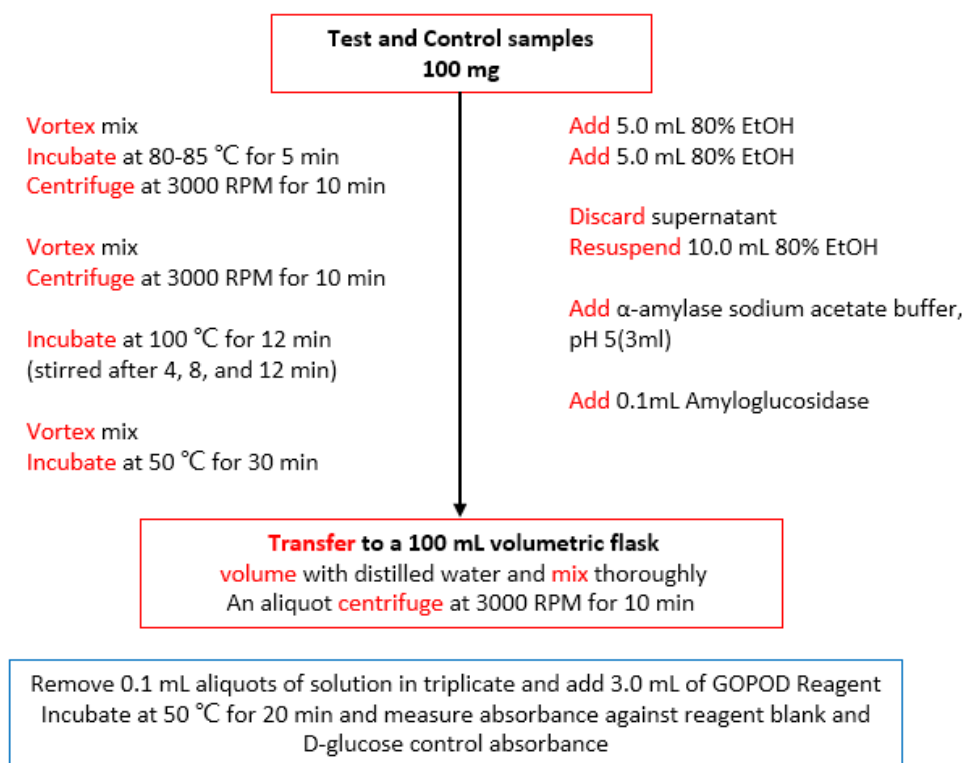 Test and Control samples
100 mg
Vortex mix
Incubate at 80-85 ℃ for 5 min
Centrifuge at 3000 RPM for 10 min
Vortex mix
Centrifuge at 3000 RPM for 10 min
Incubate at 100 ℃ for 12 min
(stirred after 4, 8, and 12 min)
Vortex mix
Incubate at 50 ℃ for 30 min
Add 5.0 mL 80% EtOH
Add 5.0 mL 80% EtOH
Discard supernatant
Resuspend 10.0 mL 80% EtOH
Add α-amylase sodium acetate buffer,
pH 5(3ml)
Add 0.1mL Amyloglucosidase
Transfer to a 100 mL volumetric flask
volume with distilled water and mix thoroughly
An aliquot centrifuge at 3000 RPM for 10 min
Remove 0.1 mL aliquots of solution in triplicate and add 3.0 mL of GOPOD Reagent
Incubate at 50 ℃ for 20 min and measure absorbance against reagent blank and
D-glucose control absorbance